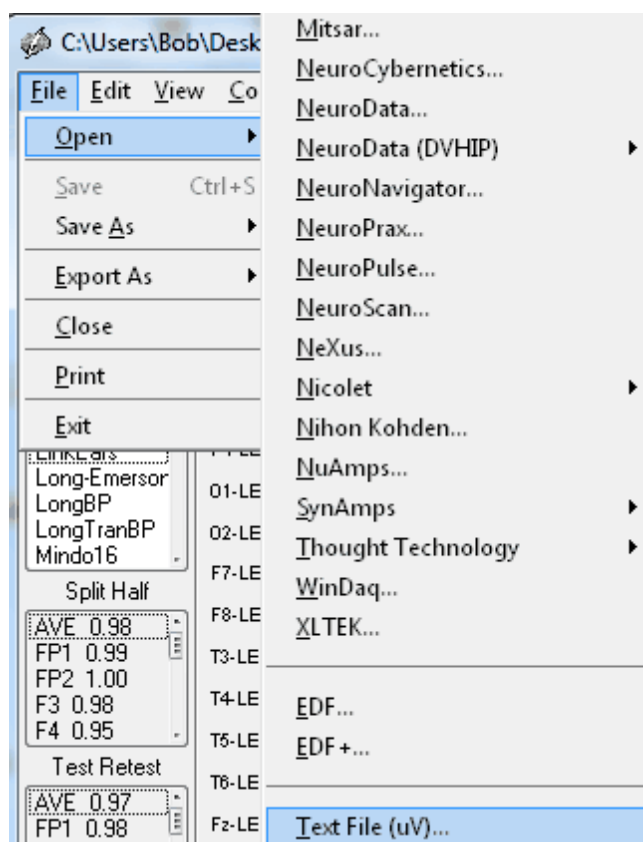 C:\Users\Bob\Desk
File Edit View Co
Open
Save Ctrl+S
Save As
Export As
Close
Print
Exit
LinkEars
Long-Emerson
LongBP
LongTranBP
Mindo16
Split Half
AVE 0.98
FP1 0.99
FP2 1.00
F3 0.98
F4 0.95
Test Retest
AVE 0.97
FP1 0.98
O1-LE
O2-LE
F7-LE
F8-LE
T3-LE
T4-LE
T5-LE
T6-LE
Fz-LE
Mitsar...
NeuroCybernetics...
NeuroData...
NeuroData (DVHIP)
NeuroNavigator...
NeuroPrax...
NeuroPulse...
NeuroScan...
NeXus...
Nicolet
Nihon Kohden...
NuAmps...
SynAmps
Thought Technology
WinDaq...
XLTEK...
EDF...
EDF+...
Text File (uV)...